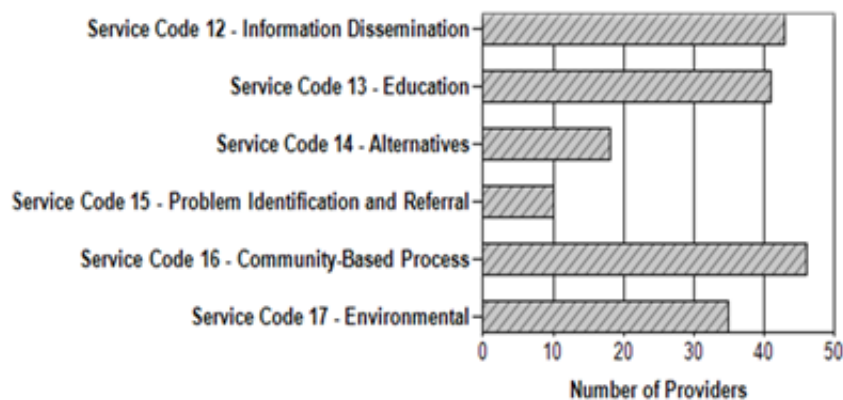 Service Code 12 - Information Dissemination
Service Code 13 - Education
Service Code 14 - Alternatives
Service Code 15 - Problem Identification and Referral
Service Code 16 - Community-Based Process
Service Code 17 - Environmental
0 10 20 30 40 50
Number of Providers